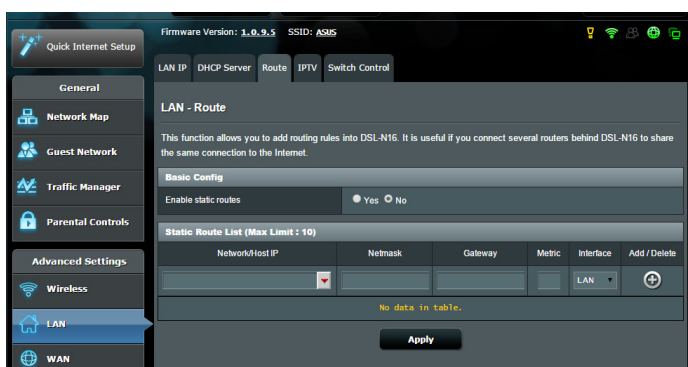 Firmware Version: 1.0.9.5 SSID: ASUS
Quick Internet Setup
LAN IP DHCP Server Route IPTV Switch Control
General
Network Map
Guest Network
Traffic Manager
Parental Controls
Advanced Settings
Wireless
LAN
WAN
LAN - Route
This function allows you to add routing rules into DSL-N16. It is useful if you connect several routers behind DSL-N16 to share
the same connection to the Internet.
Basic Config
Enable static routes Yes No
Static Route List (Max Limit : 10)
Network/Host IP Netmask Gateway Metric Interface Add / Delete
LAN
No data in table.
Apply